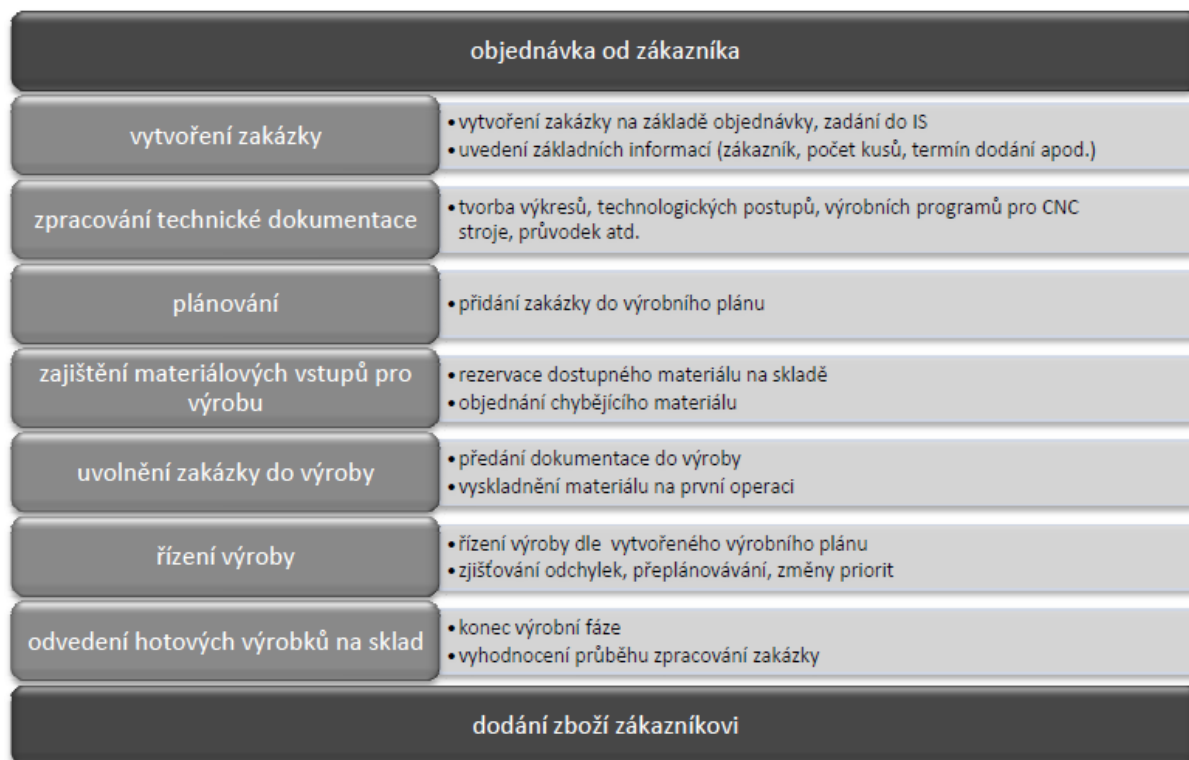 objednávka od zákazníka
vytvoření zakázky
•vytvoření zakázky na základě objednávky, zadání do IS
•uvedení základních informací (zákazník, počet kusů, termín dodání apod.)
zpracování technické dokumentace
•tvorba výkresů, technologických postupů, výrobních programů pro CNC
stroje, průvodek atd.
plánování
•přidání zakázky do výrobního plánu
zajištění materiálových vstupů pro
výrobu
•rezervace dostupného materiálu na skladě
•objednání chybějícího materiálu
uvolnění zakázky do výroby
•předání dokumentace do výroby
•vyskladnění materiálu na první operaci
řízení výroby
•řízení výroby dle vytvořeného výrobního plánu
•zjišťování odchylek, přeplánovávání, změny priorit
odvedení hotových výrobků na sklad
•konec výrobní fáze
•vyhodnocení průběhu zpracování zakázky
dodání zboží zákazníkovi